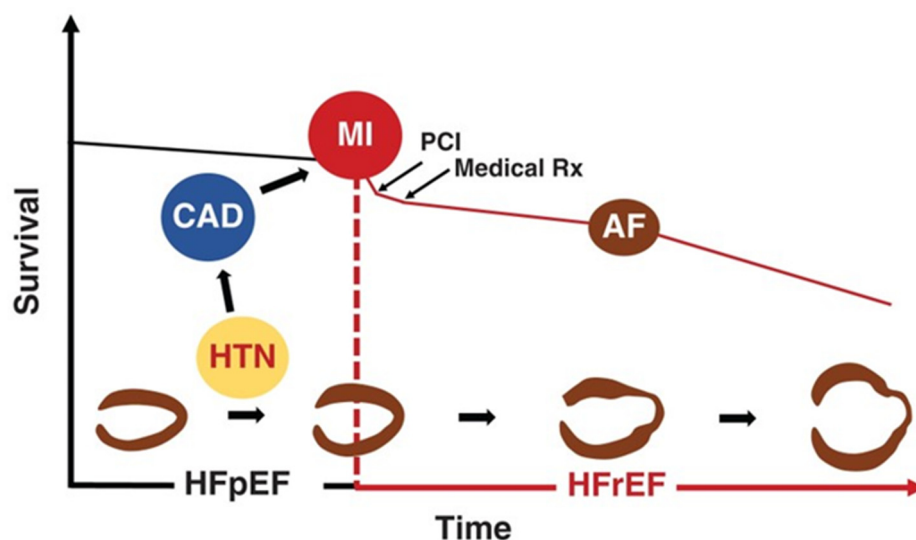 MI
PCI
Medical Rx
CAD
AF
Survival
HTN
HFpEF
HFrEF
Time